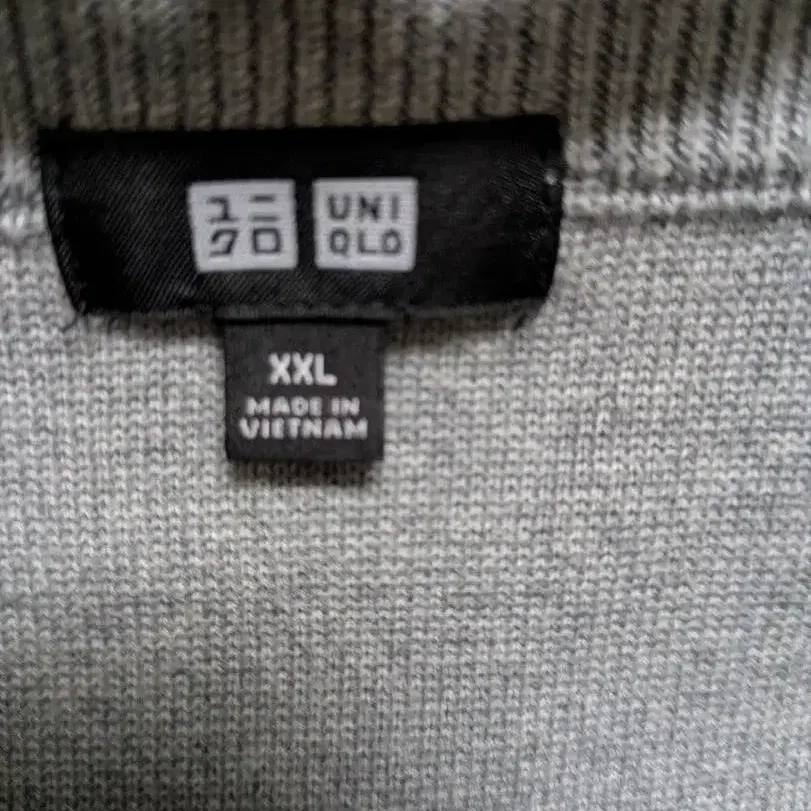 ユニ
クロ
UNI
QLO
XXL
MADE IN
VIETNAM